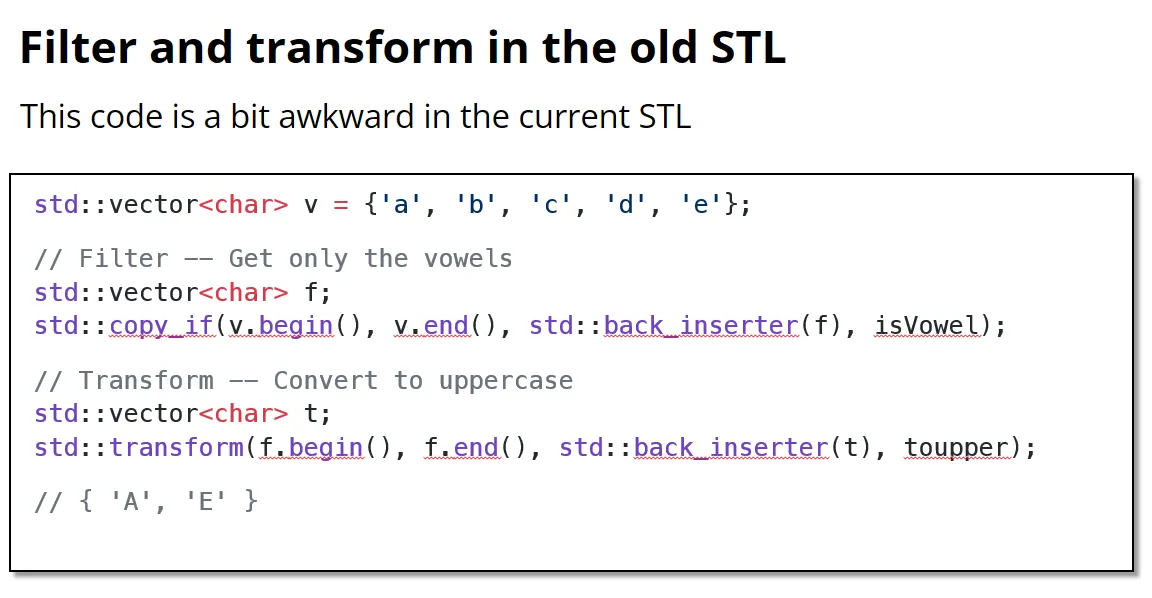 Filter and transform in the old STL
This code is a bit awkward in the current STL
std::vector<char> v = {'a', 'b', 'c', 'd', 'e'};
// Filter -- Get only the vowels
std::vector<char> f;
std::copy_if(v.begin(), v.end(), std::back_inserter(f), isVowel);
// Transform -- Convert to uppercase
std::vector<char> t;
std::transform(f.begin(), f.end(), std::back_inserter(t), toupper);
// { 'A', 'E' }